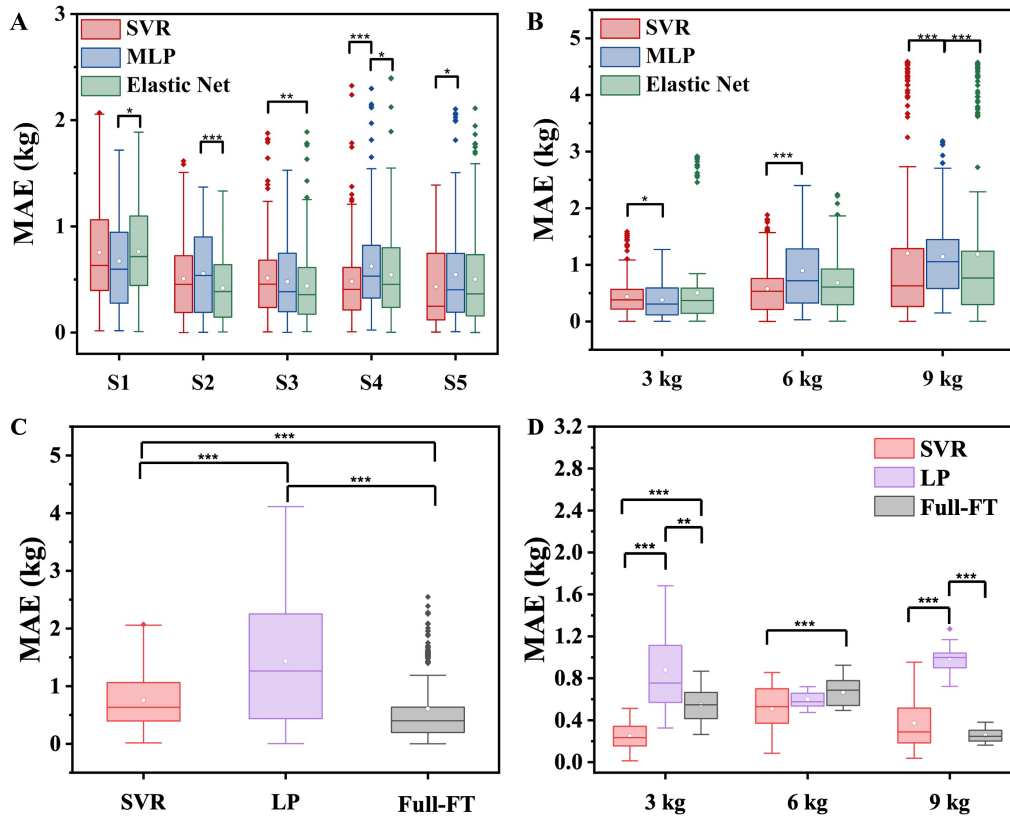 A
SVR
MLP
Elastic Net
MAE (kg)
3
2
1
0
*
***
**
***
*
*
S1
S2
S3
S4
S5
B
SVR
MLP
Elastic Net
MAE (kg)
5
4
3
2
1
0
*
***
***
***
3 kg
6 kg
9 kg
C
MAE (kg)
5
4
3
2
1
0
***
***
***
SVR
LP
Full-FT
D
SVR
LP
Full-FT
MAE (kg)
3.2
2.8
2.4
2.0
1.6
1.2
0.8
0.4
0.0
***
**
***
***
***
***
3 kg
6 kg
9 kg